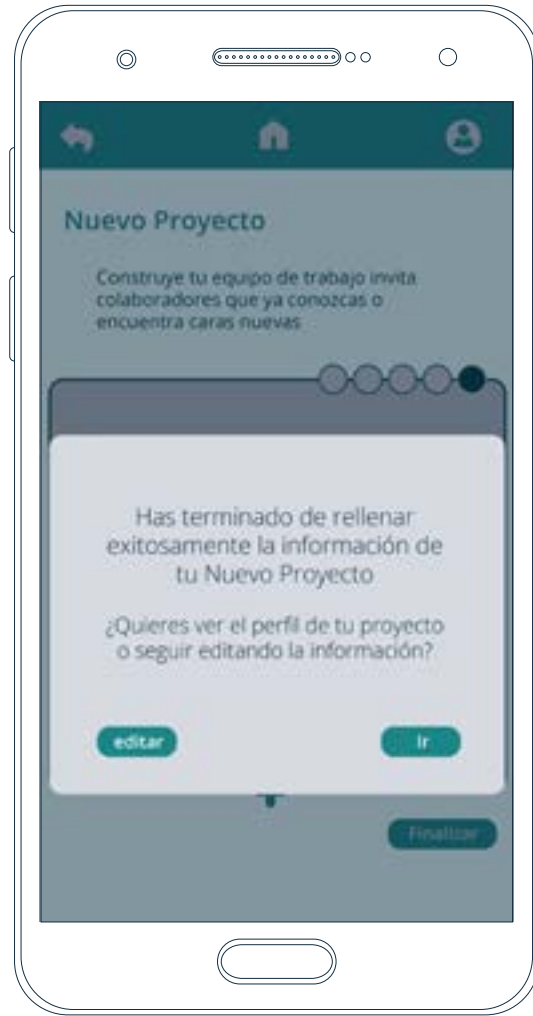 Nuevo Proyecto
Construye tu equipo de trabajo invita
colaboradores que ya conozcas o
encuentra caras nuevas
Has terminado de rellenar
exitosamente la información de
tu Nuevo Proyecto
¿Quieres ver el perfil de tu proyecto
o seguir editando la información?
editar
Ir
Finalizar